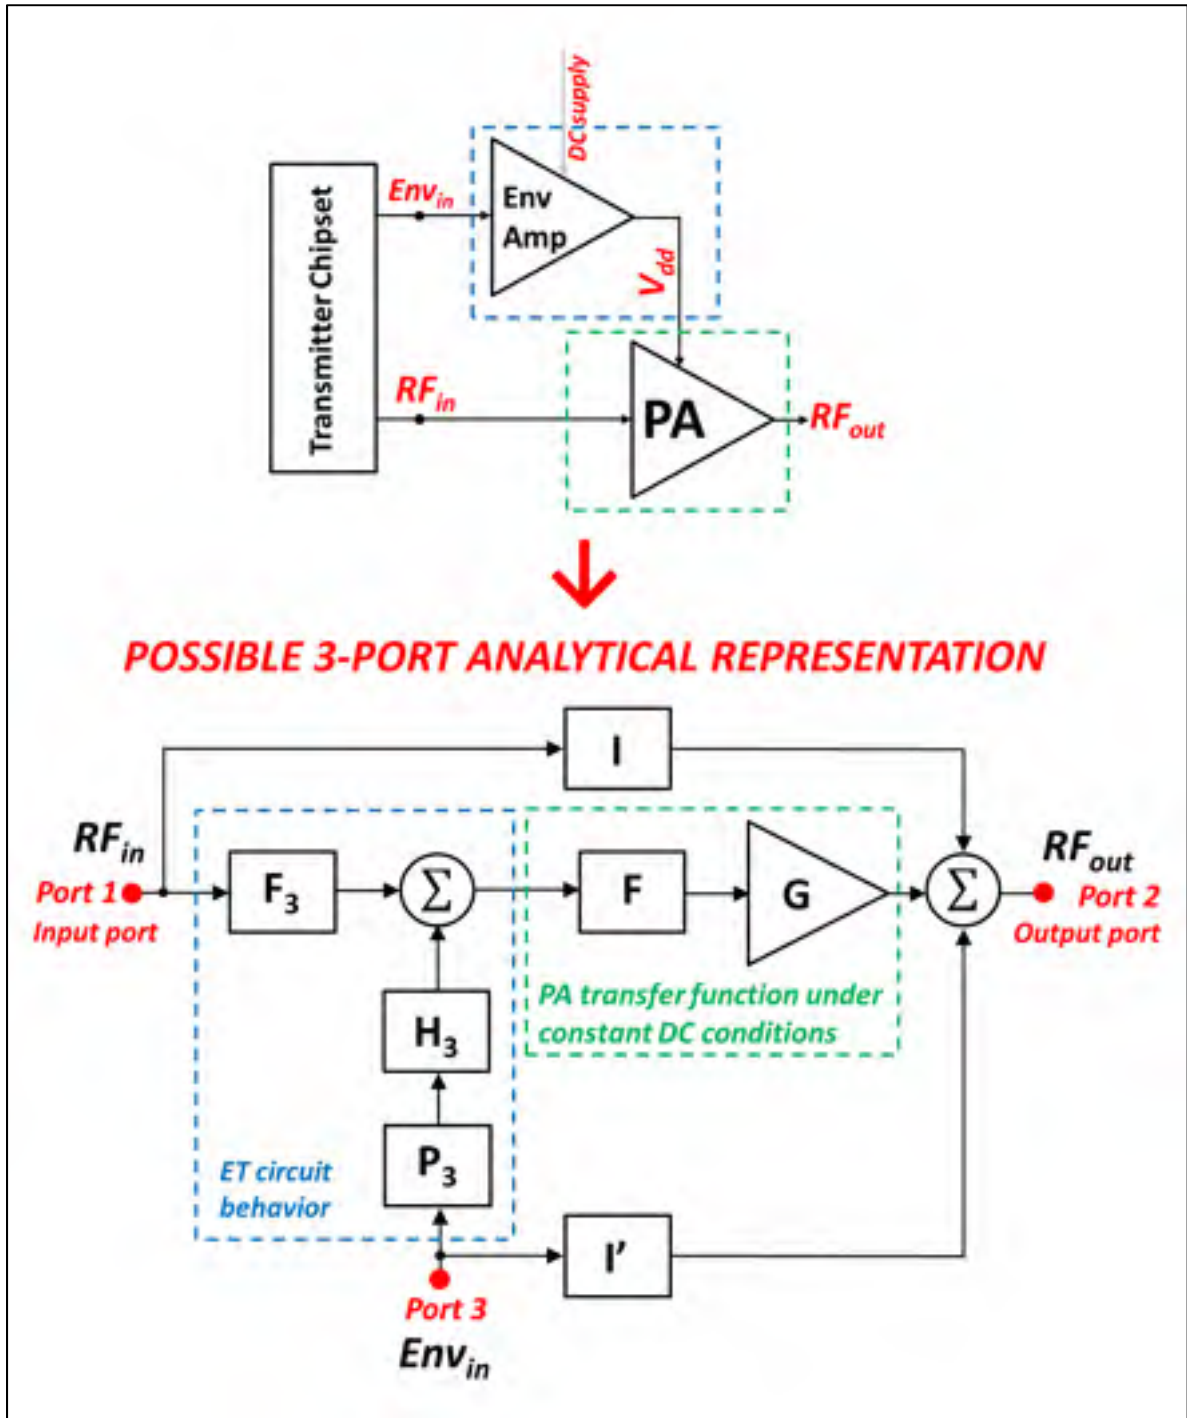 DC supply
Transmitter Chipset
Env_in
Env
Amp
V_dd
RF_in
PA
RF_out
POSSIBLE 3-PORT ANALYTICAL REPRESENTATION
I
RF_in
Port 1
Input port
F_3
Σ
F
G
Σ
RF_out
Port 2
Output port
PA transfer function under
constant DC conditions
H_3
P_3
ET circuit
behavior
I'
Port 3
Env_in